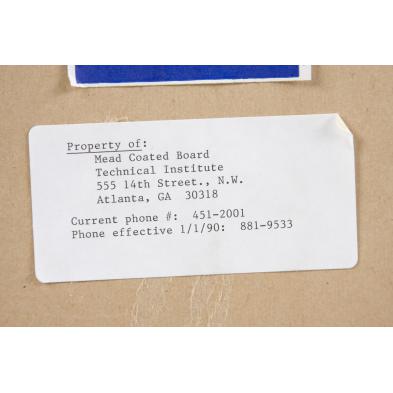 Property of:
Mead Coated Board
Technical Institute
555 14th Street., N.W.
Atlanta, GA 30318
Current phone #: 451-2001
Phone effective 1/1/90: 881-9533